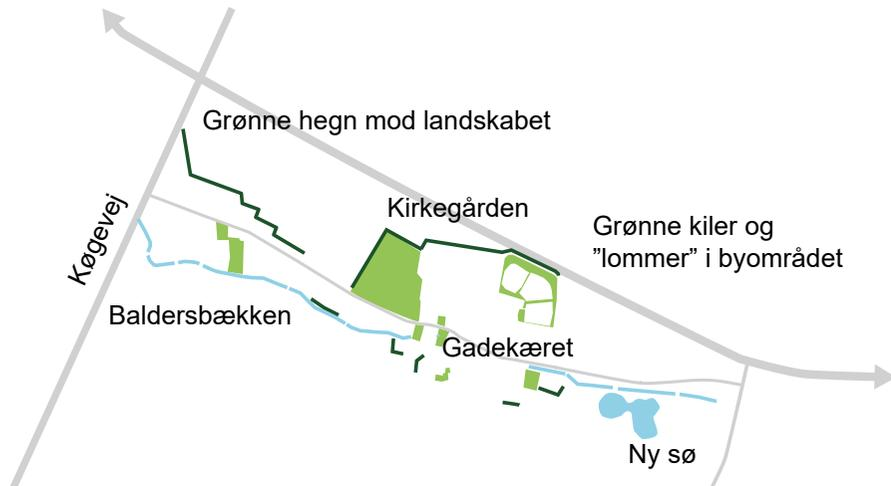 Grønne hegn mod landskabet
Kirkegården
Grønne kiler og
”lommer” i byområdet
Køgevej
Baldersbækken
Gadekæret
Ny sø